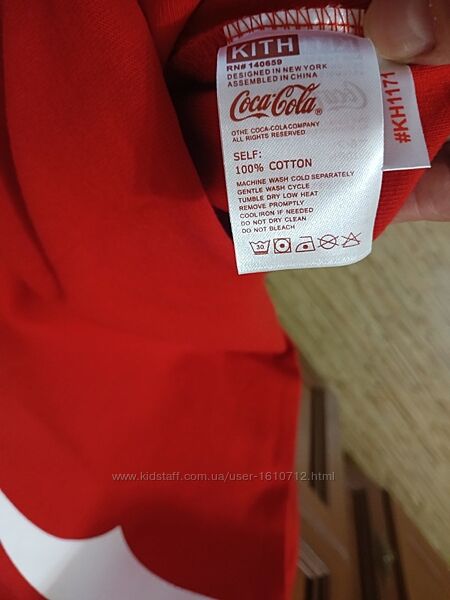 KITH
RN# 140659
DESIGNED IN NEW YORK
ASSEMBLED IN CHINA
Coca-Cola®
©THE COCA-COLA COMPANY
ALL RIGHTS RESERVED
SELF:
100% COTTON
MACHINE WASH COLD SEPARATELY
GENTLE WASH CYCLE
TUMBLE DRY LOW HEAT
REMOVE PROMPTLY
COOL IRON IF NEEDED
DO NOT DRY CLEAN
DO NOT BLEACH
30
#KH1171
www.kidstaff.com.ua/user-1610712.html